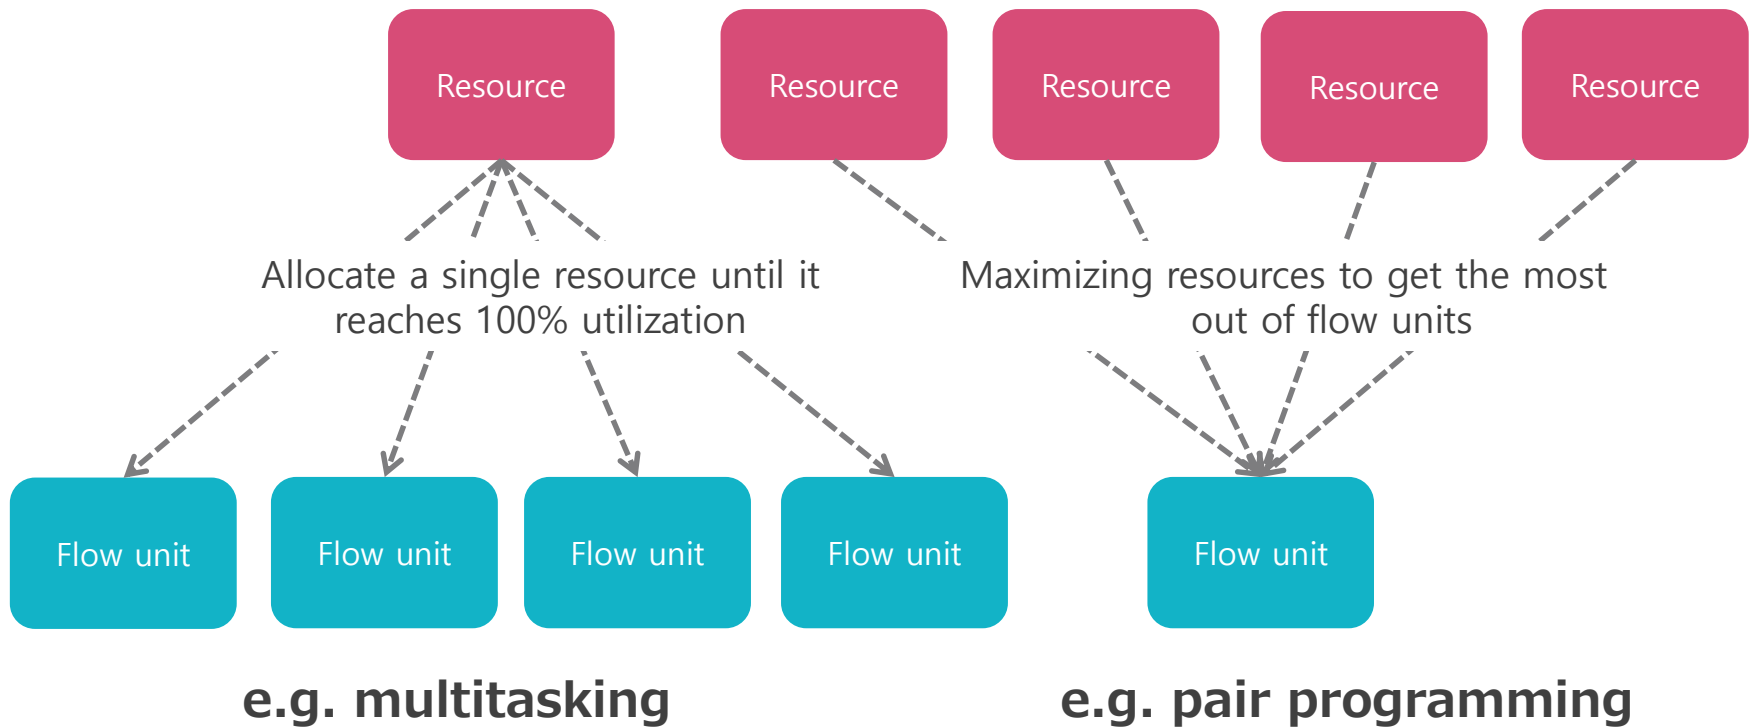 Resource
Resource
Resource
Resource
Resource
Allocate a single resource until it
reaches 100% utilization
Maximizing resources to get the most
out of flow units
Flow unit
Flow unit
Flow unit
Flow unit
Flow unit
e.g. multitasking
e.g. pair programming